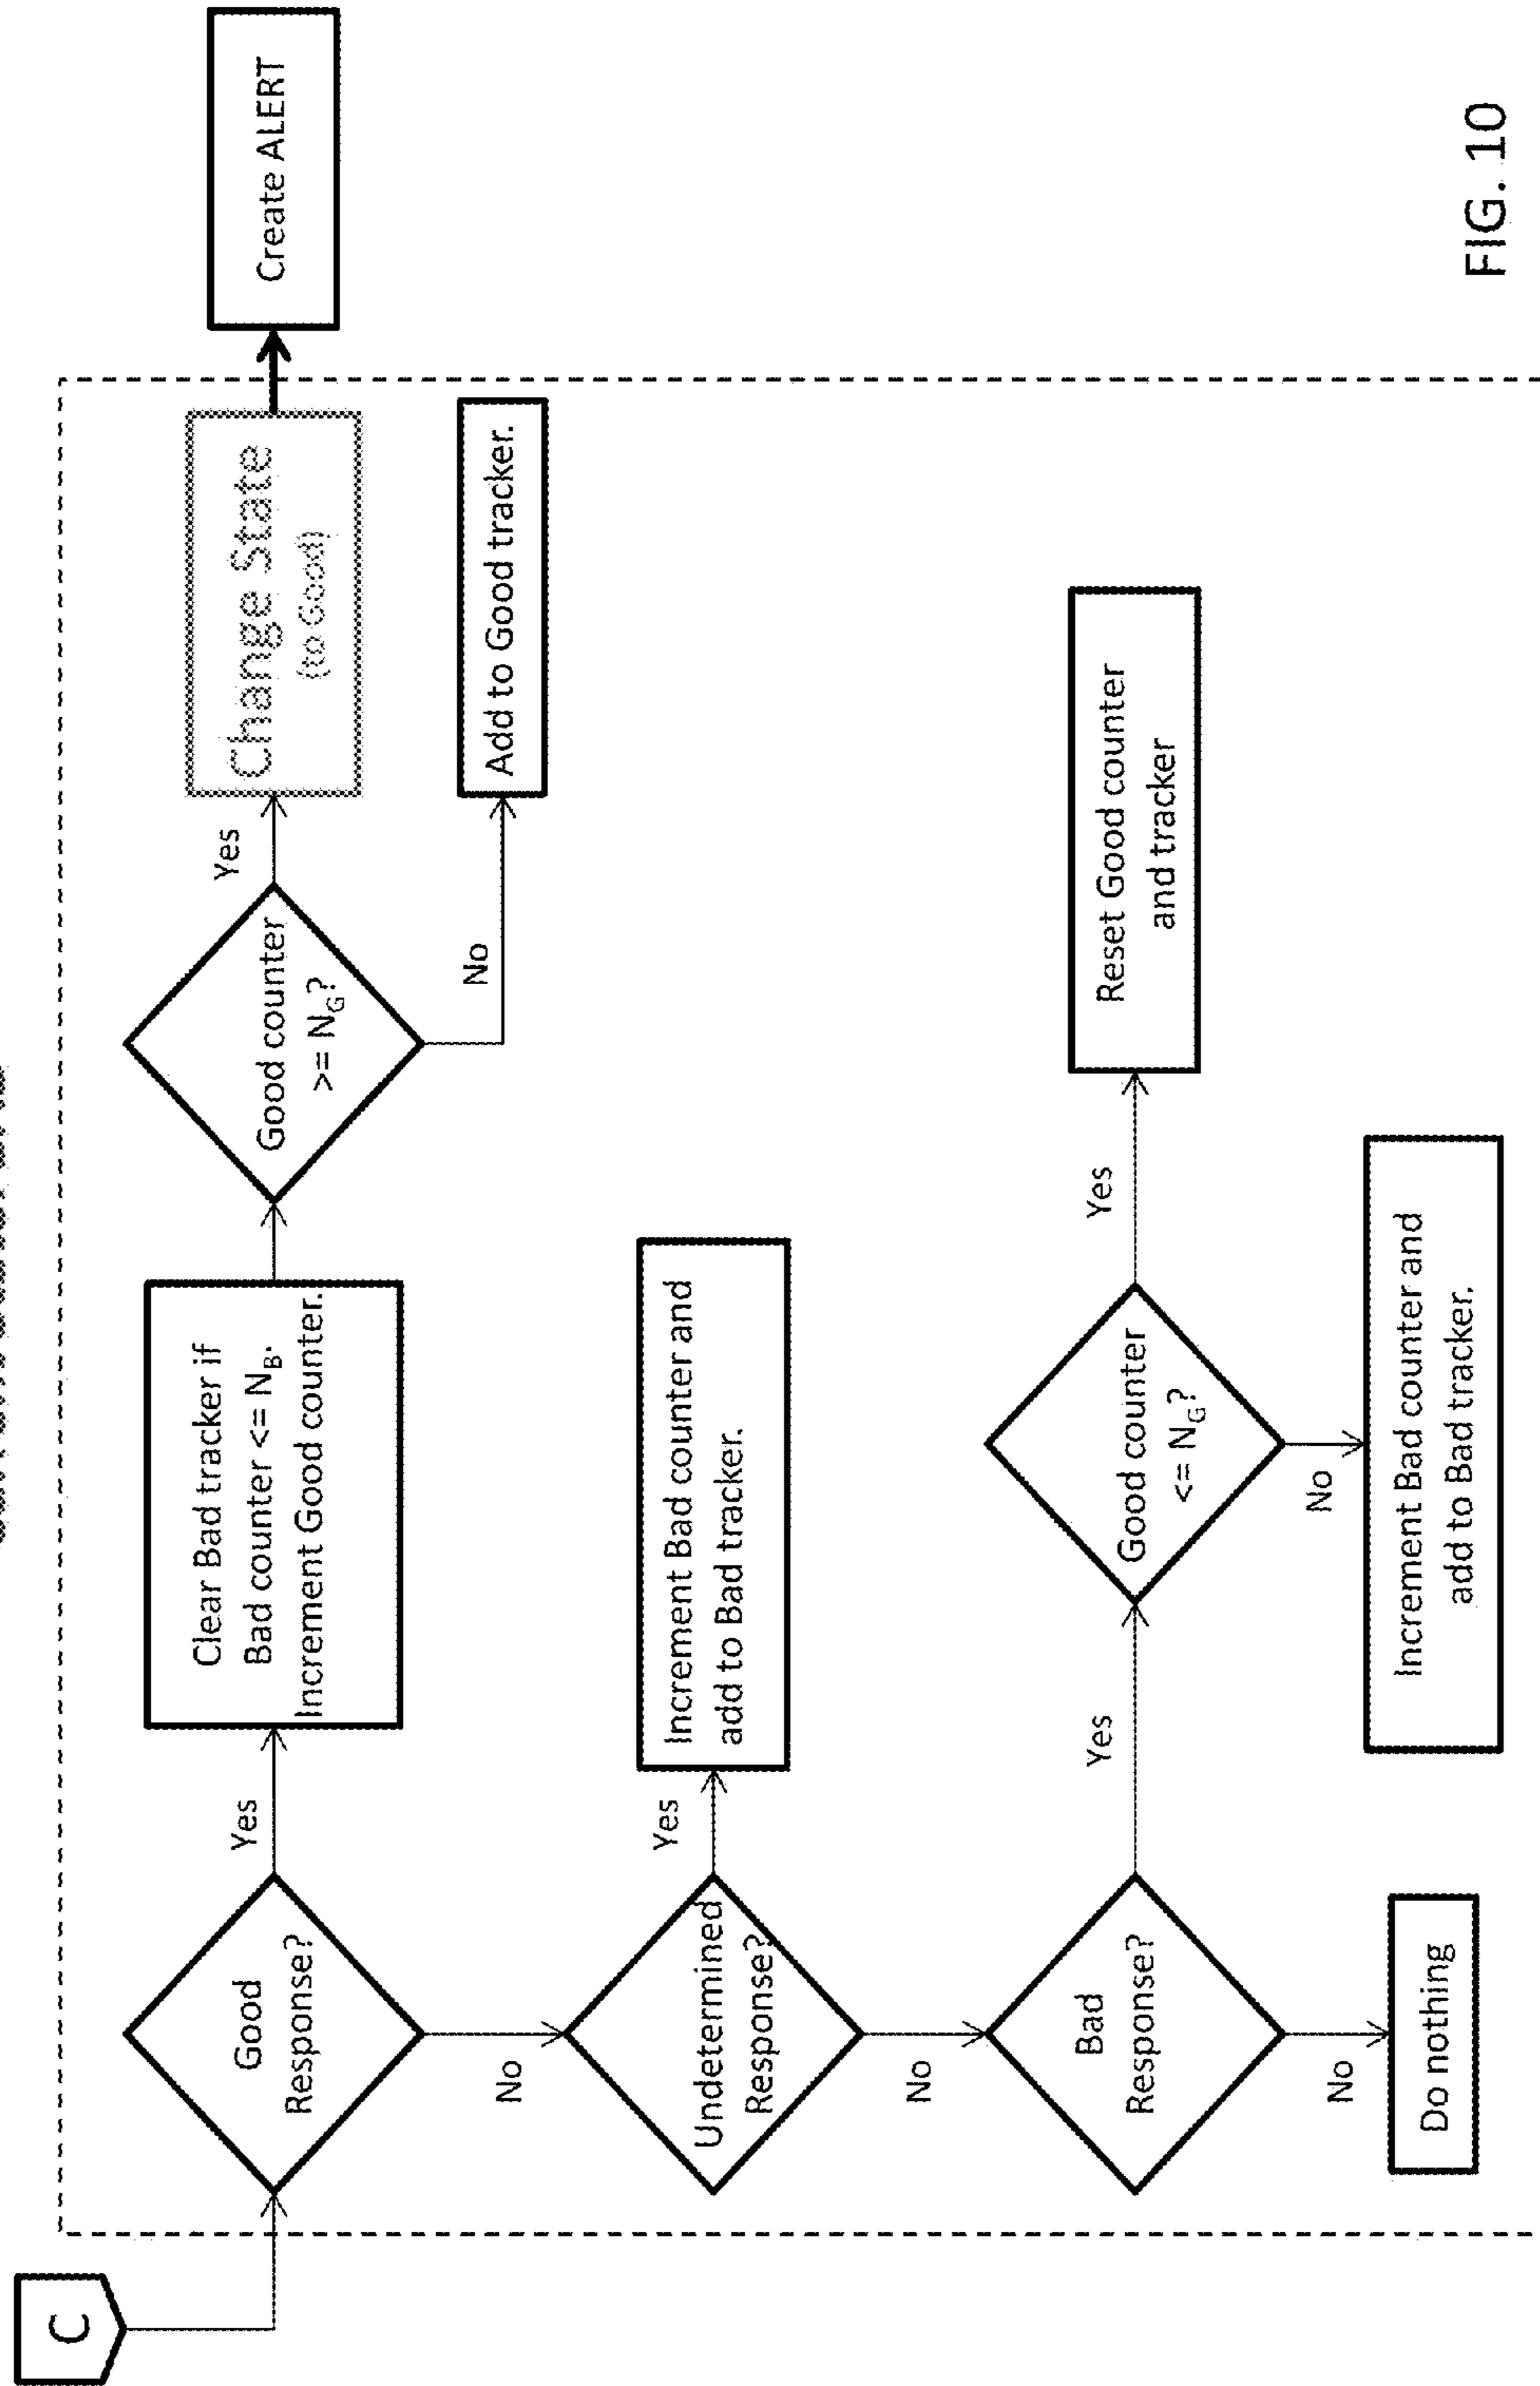 C
Good
Response?
Yes
Clear Bad tracker if
Bad counter <= NB.
Increment Good counter.
Good counter
>= NG?
Yes
Change State
(to Good)
Create ALERT
No
Add to Good tracker.
No
Undetermined
Response?
Yes
Increment Bad counter and
add to Bad tracker.
No
Bad
Response?
Yes
Good counter
<= NG?
Yes
Reset Good counter
and tracker
No
Increment Bad counter and
add to Bad tracker.
No
Do nothing
FIG. 10